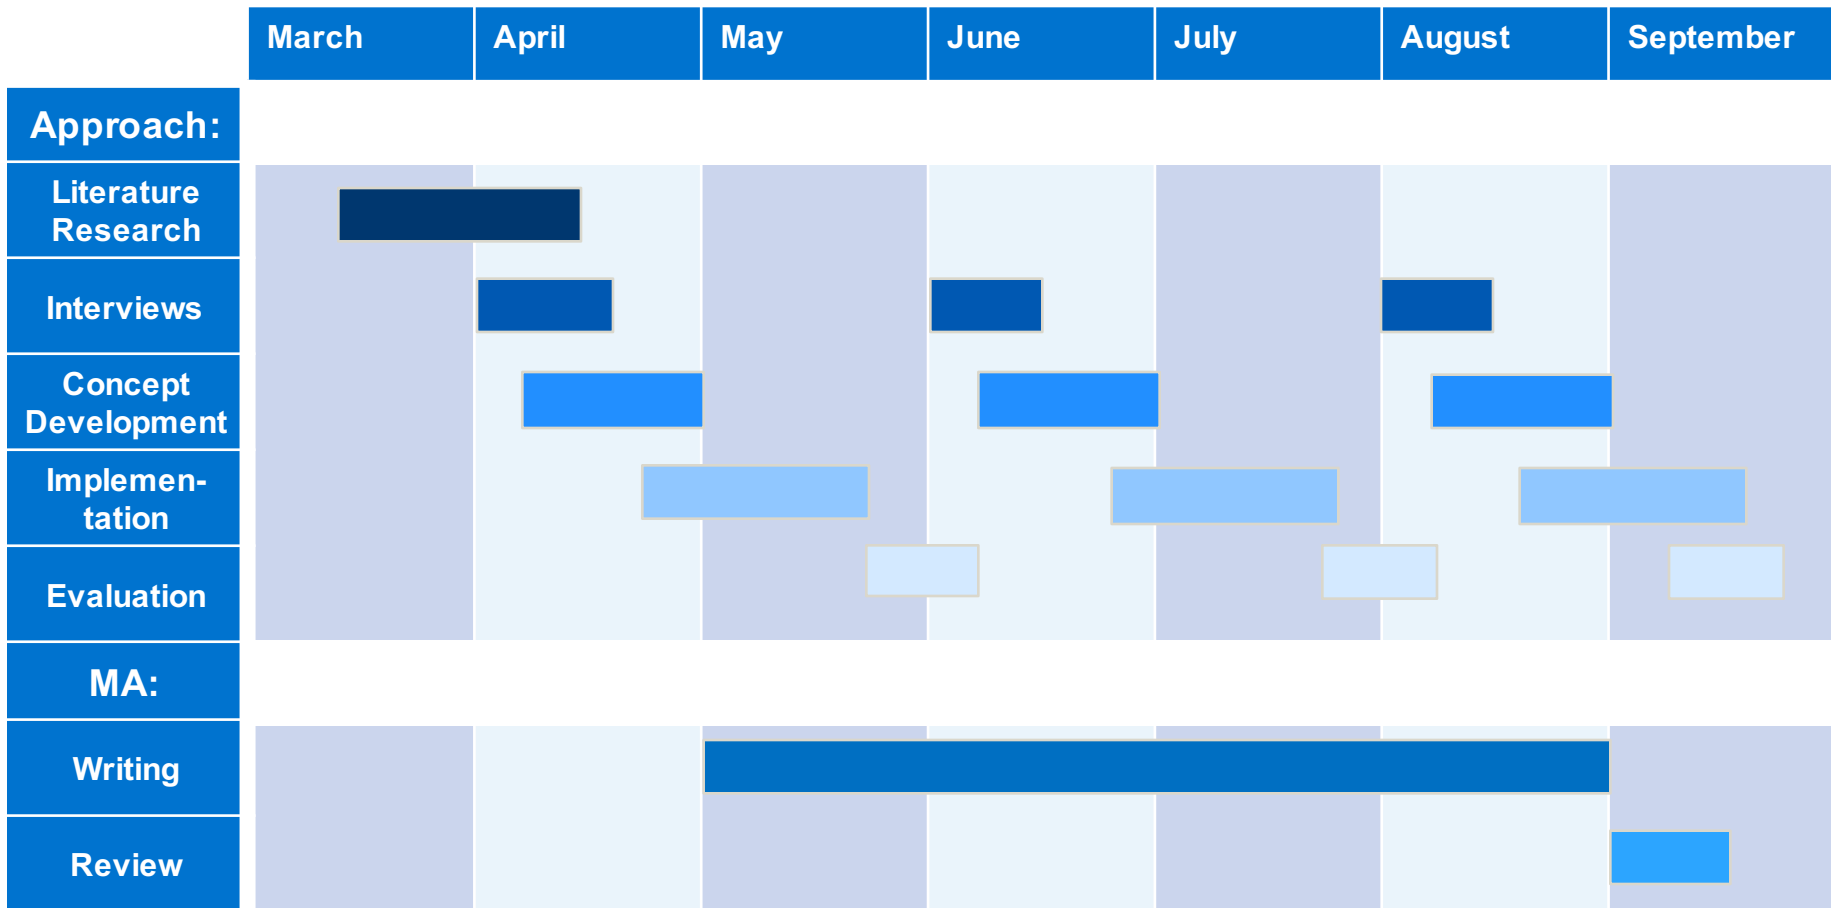 March April May June July August September
Approach:
Literature
Research
Interviews
Concept
Development
Implemen-
tation
Evaluation
MA:
Writing
Review